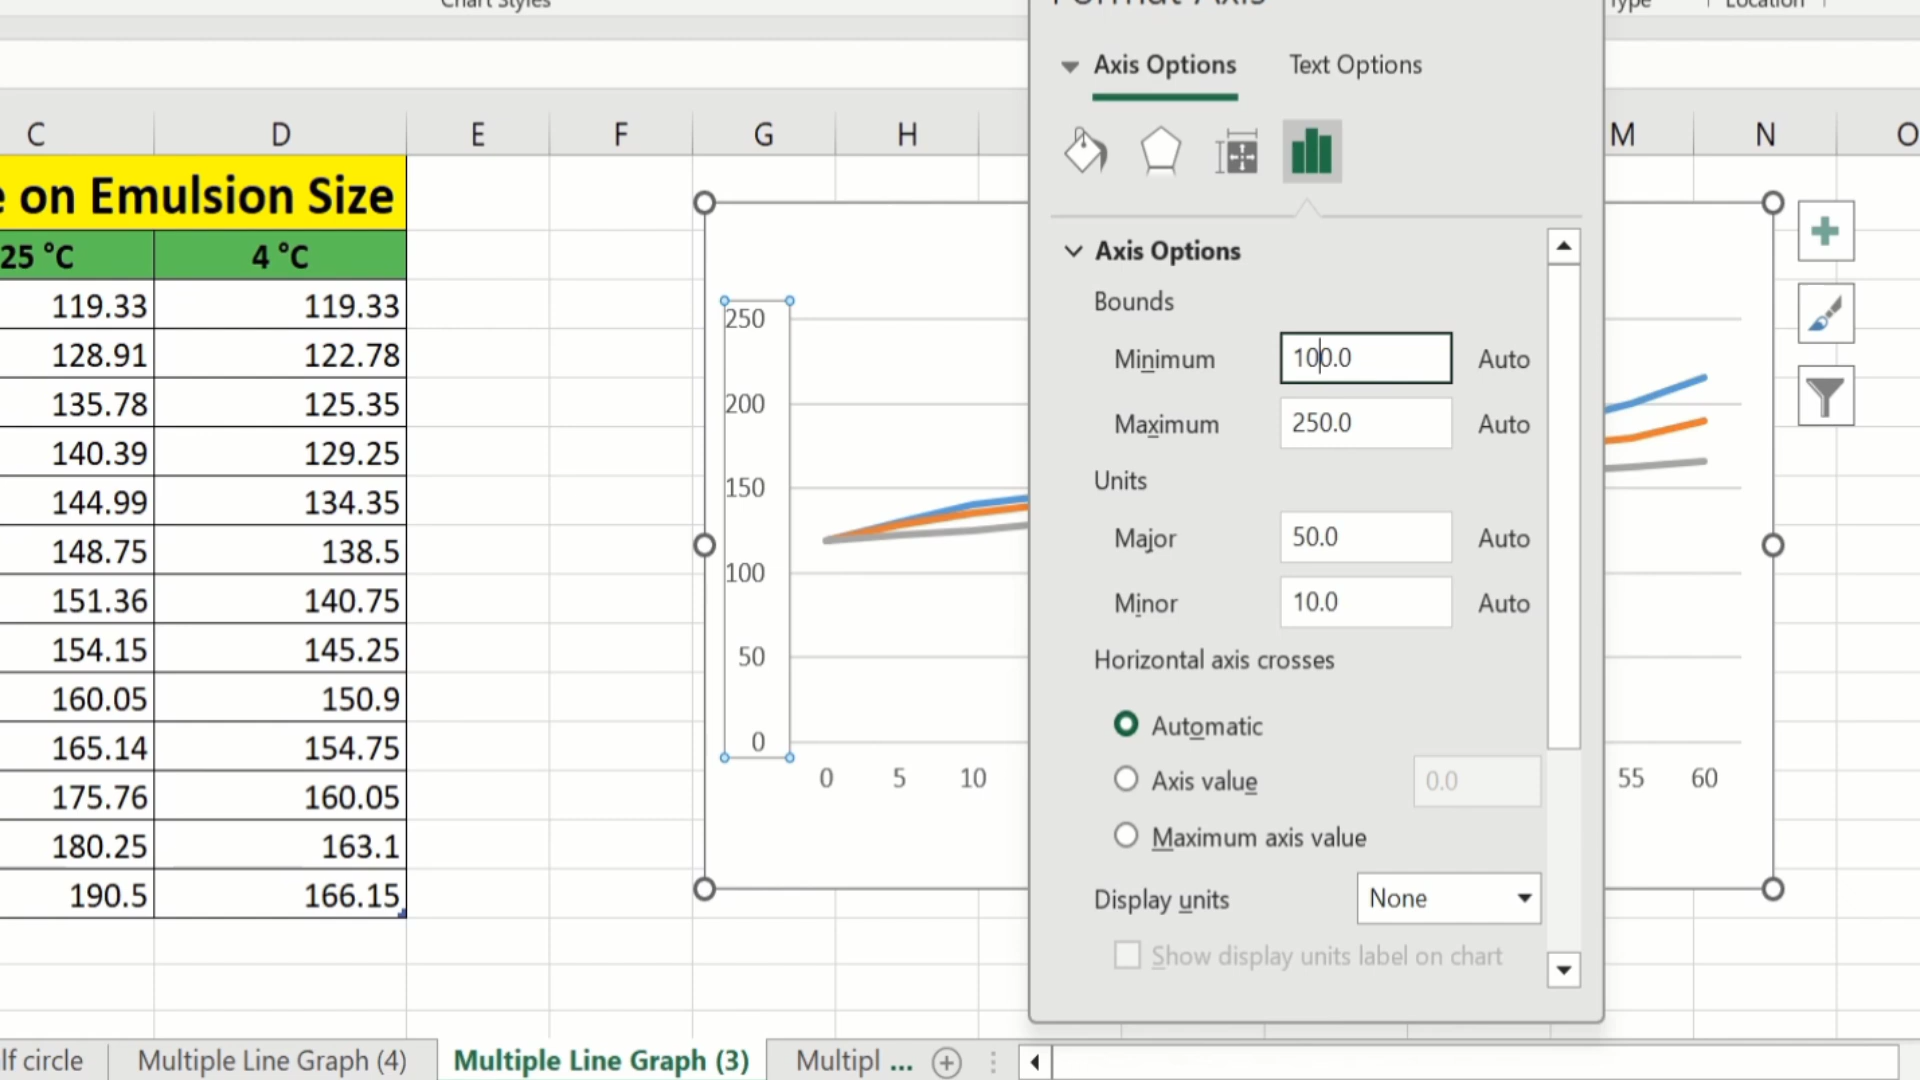 Chart Styles
Format Axis
Type
Location
Axis Options
Text Options
C D E F G H M N O
e on Emulsion Size
25 °C 4 °C
119.33 119.33
128.91 122.78
135.78 125.35
140.39 129.25
144.99 134.35
148.75 138.5
151.36 140.75
154.15 145.25
160.05 150.9
165.14 154.75
175.76 160.05
180.25 163.1
190.5 166.15
250
200
150
100
50
0
0 5 10 55 60
Axis Options
Bounds
Minimum 100.0 Auto
Maximum 250.0 Auto
Units
Major 50.0 Auto
Minor 10.0 Auto
Horizontal axis crosses
Automatic
Axis value 0.0
Maximum axis value
Display units None
Show display units label on chart
lf circle
Multiple Line Graph (4)
Multiple Line Graph (3)
Multipl ...